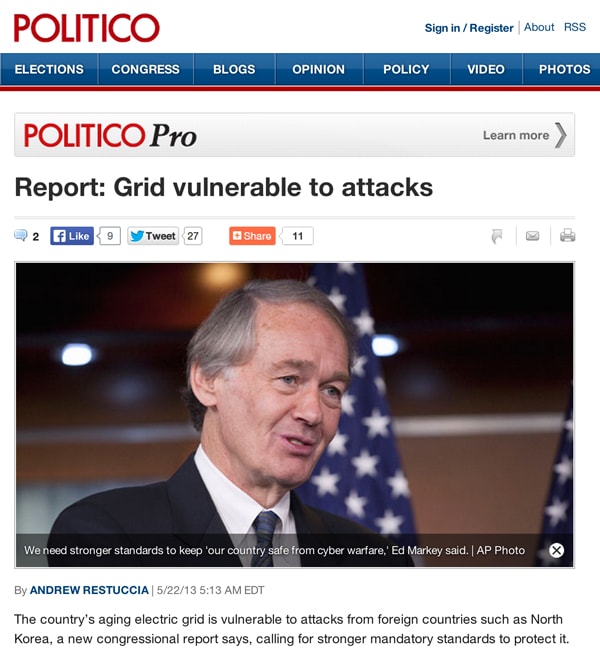 POLITICO
Sign in / Register | About RSS
ELECTIONS CONGRESS BLOGS OPINION POLICY VIDEO PHOTOS
POLITICO Pro Learn more
Report: Grid vulnerable to attacks
2 Like 9 Tweet 27 Share 11
We need stronger standards to keep 'our country safe from cyber warfare,' Ed Markey said. | AP Photo
By ANDREW RESTUCCIA | 5/22/13 5:13 AM EDT
The country's aging electric grid is vulnerable to attacks from foreign countries such as North
Korea, a new congressional report says, calling for stronger mandatory standards to protect it.